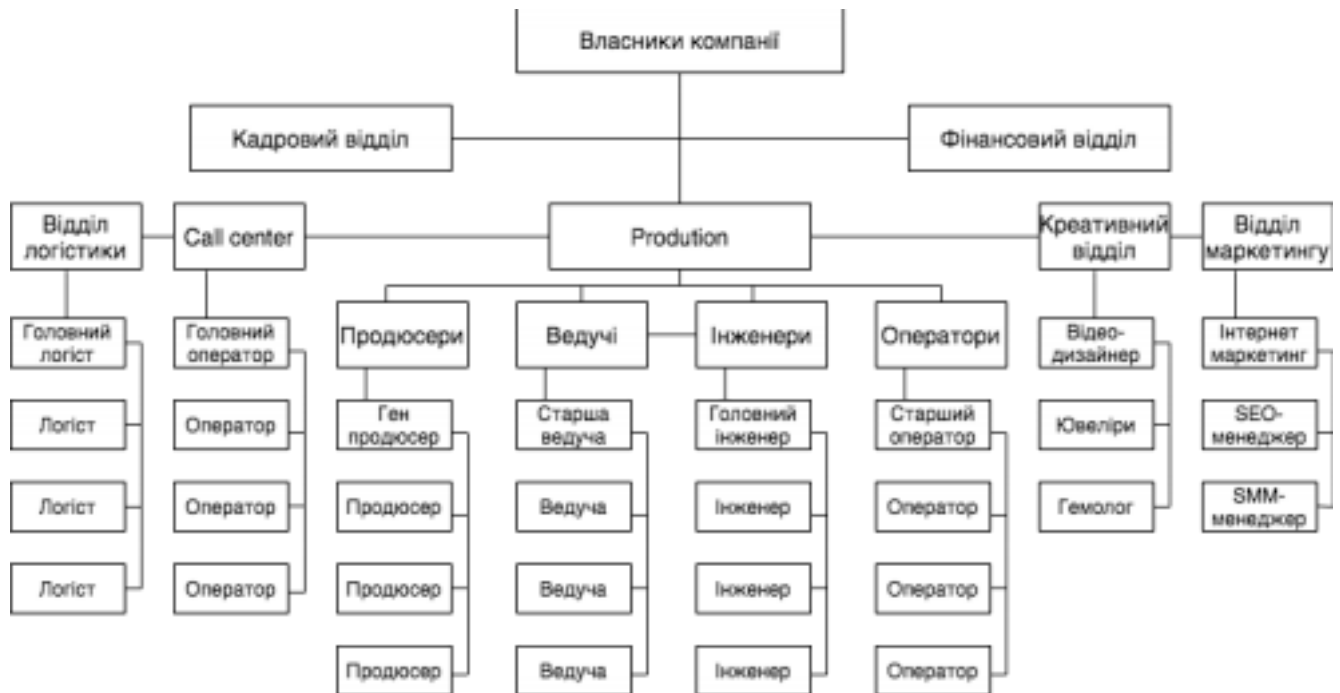 Власники компанії
Кадровий відділ
Фінансовий відділ
Відділ
логістики
Call center
Prodution
Креативний
відділ
Відділ
маркетингу
Продюсери
Ведучі
Інженери
Оператори
Головний
логіст
Головний
оператор
Відео-
дизайнер
Інтернет
маркетинг
Логіст
Оператор
Ген
продюсер
Старша
ведуча
Головний
інженер
Старший
оператор
Ювеліри
SEO-
менеджер
Логіст
Оператор
Продюсер
Ведуча
Інженер
Оператор
Гемолог
SMM-
менеджер
Логіст
Оператор
Продюсер
Ведуча
Інженер
Оператор
Продюсер
Ведуча
Інженер
Оператор